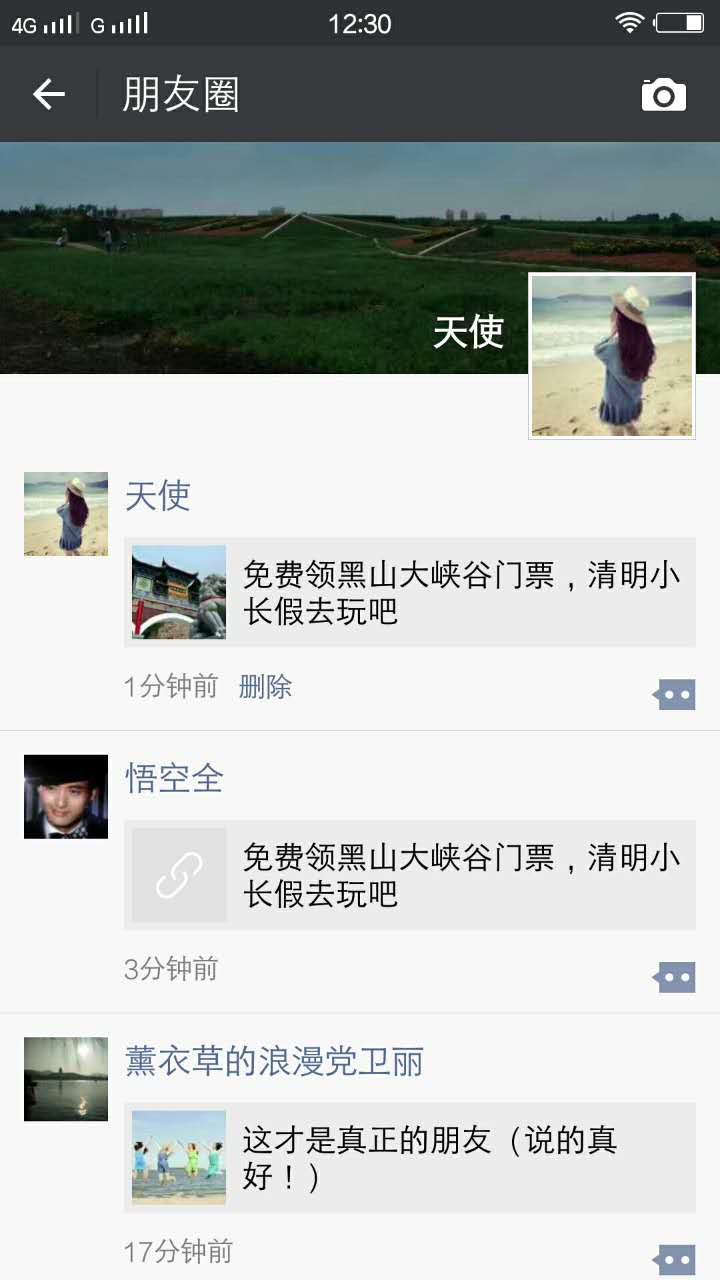 4G G 12:30
朋友圈
天使
天使
免费领黑山大峡谷门票，清明小
长假去玩吧
1分钟前 删除
悟空全
免费领黑山大峡谷门票，清明小
长假去玩吧
3分钟前
薰衣草的浪漫党卫丽
这才是真正的朋友（说的真
好！）
17分钟前